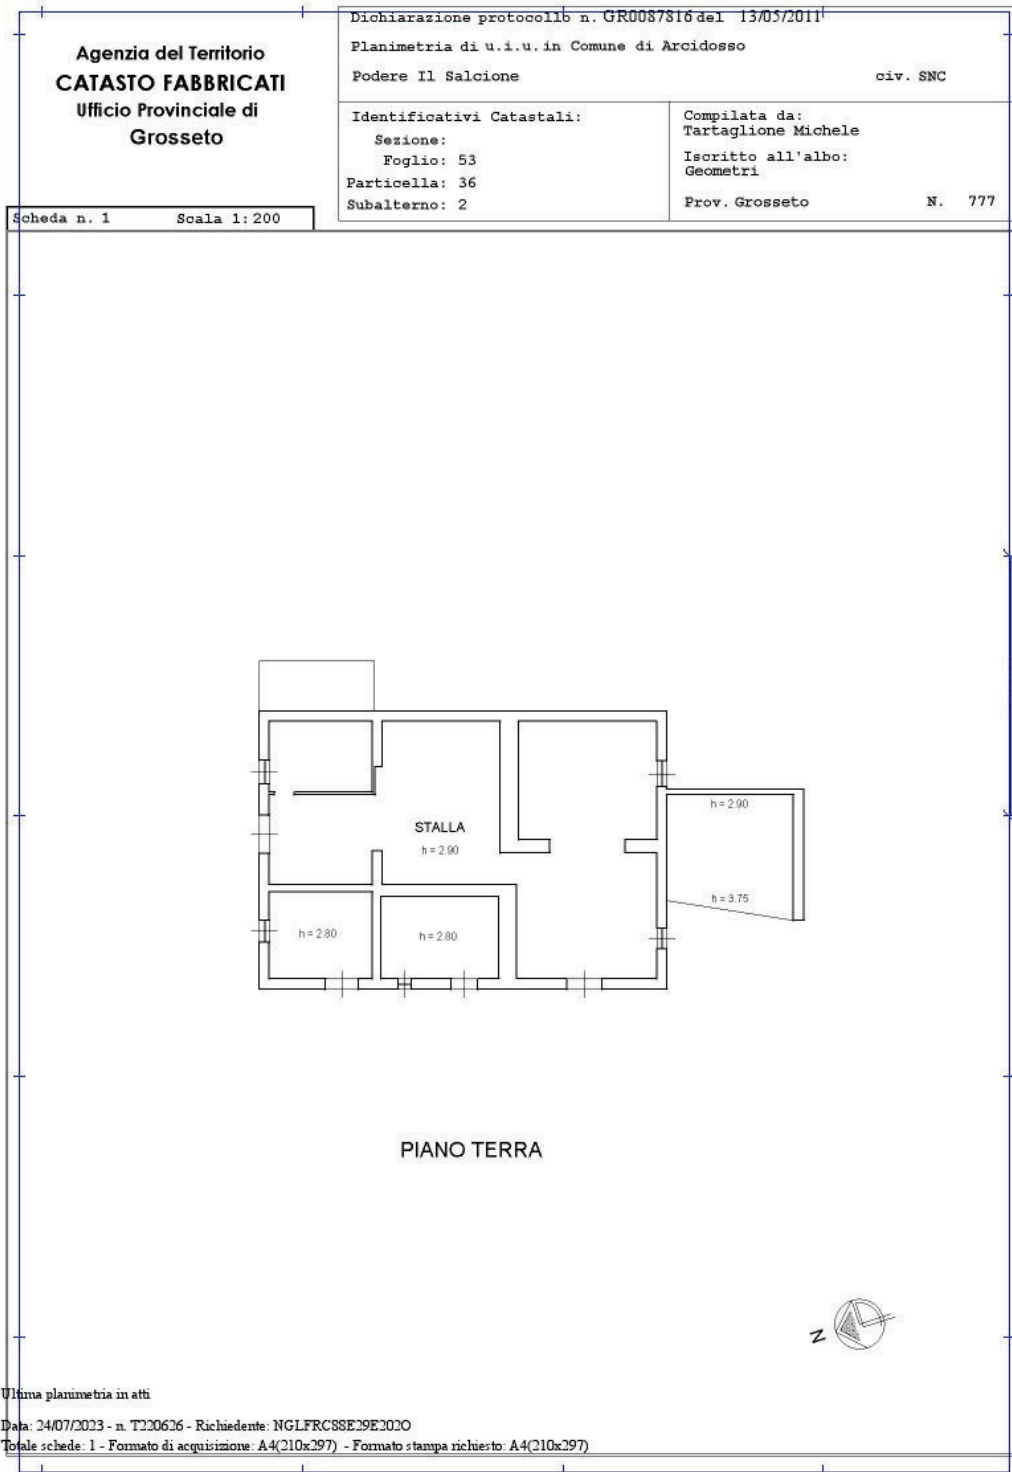 Agenzia del Territorio
CATASTO FABBRICATI
Ufficio Provinciale di
Grosseto
Dichiarazione protocollo n. GR0087816 del 13/05/2011
Planimetria di u.i.u. in Comune di Arcidosso
Podere Il Salcione civ. SNC
Identificativi Catastali:
Sezione:
Foglio: 53
Particella: 36
Subalterno: 2
Compilata da:
Tartaglione Michele
Iscritto all'albo:
Geometri
Prov. Grosseto N. 777
Scheda n. 1 Scala 1:200
h = 2.90
STALLA
h = 2.90
h = 3.75
h = 2.80
h = 2.80
PIANO TERRA
N
Ultima planimetria in atti
Data: 24/07/2023 - n. T220626 - Richiedente: NGLFRC88E29E202O
Totale schede: 1 - Formato di acquisizione: A4(210x297) - Formato stampa richiesto: A4(210x297)